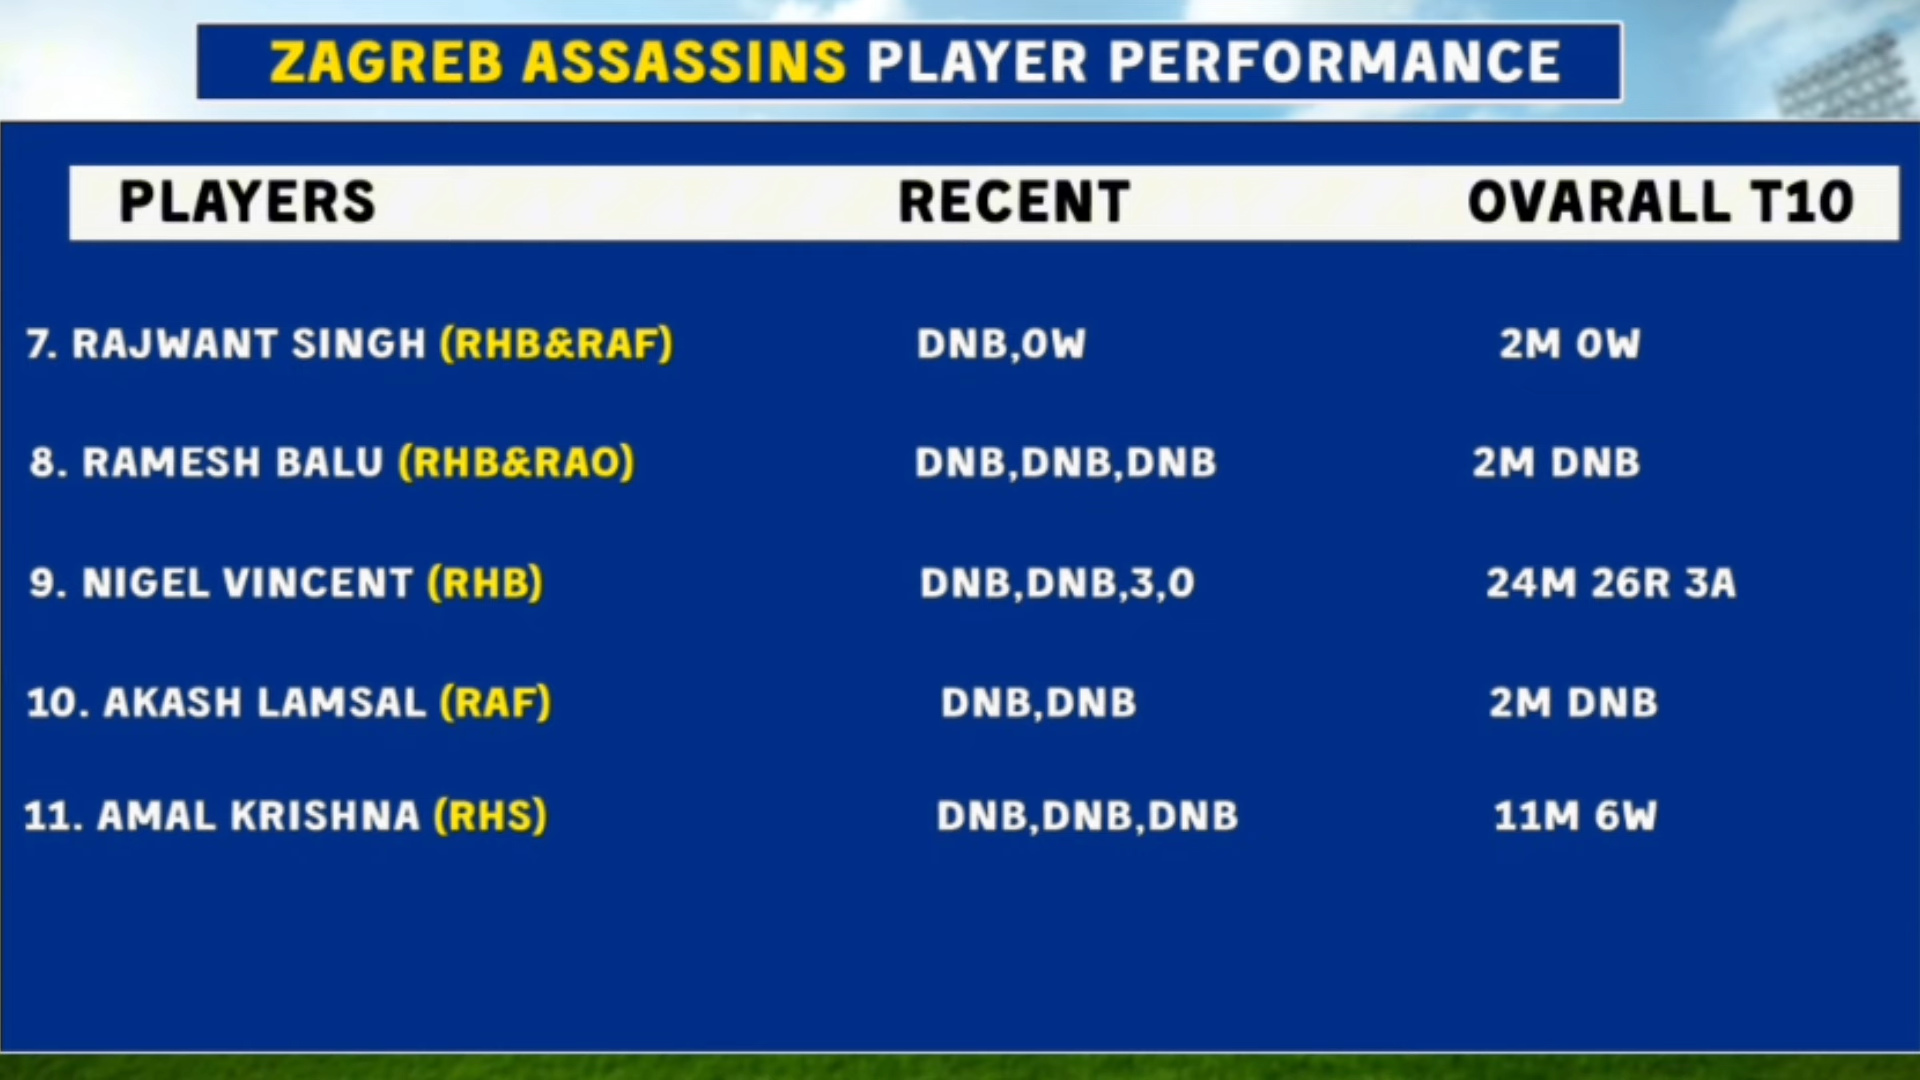 ZAGREB ASSASSINS PLAYER PERFORMANCE
PLAYERS RECENT OVARALL T10
7. RAJWANT SINGH (RHB&RAF) DNB,0W 2M 0W
8. RAMESH BALU (RHB&RAO) DNB,DNB,DNB 2M DNB
9. NIGEL VINCENT (RHB) DNB,DNB,3,0 24M 26R 3A
10. AKASH LAMSAL (RAF) DNB,DNB 2M DNB
11. AMAL KRISHNA (RHS) DNB,DNB,DNB 11M 6W